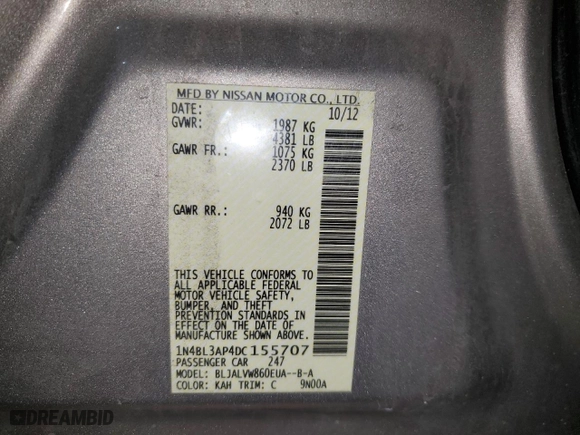 MFD BY NISSAN MOTOR CO., LTD.
DATE: 10/12
GVWR: 1987 KG
4381 LB
GAWR FR.: 1075 KG
2370 LB
GAWR RR.: 940 KG
2072 LB
THIS VEHICLE CONFORMS TO
ALL APPLICABLE FEDERAL
MOTOR VEHICLE SAFETY,
BUMPER, AND THEFT
PREVENTION STANDARDS IN
EFFECT ON THE DATE OF
MANUFACTURE SHOWN ABOVE.
1N4BL3AP4DC155707
PASSENGER CAR 247
MODEL: BLJALVW860EUA--B-A
COLOR: KAH TRIM: C 9N00A
DREAMBID